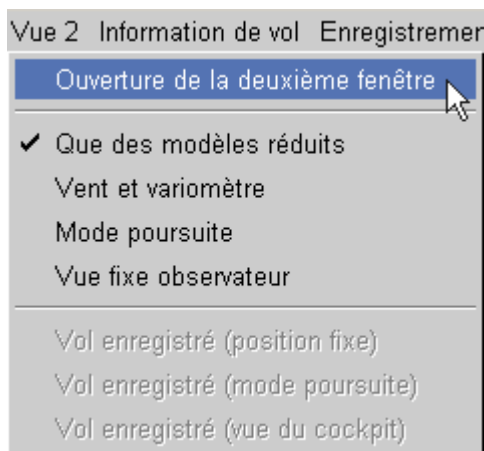 Vue 2 Information de vol Enregistremer
Ouverture de la deuxième fenêtre
Que des modèles réduits
Vent et variomètre
Mode poursuite
Vue fixe observateur
Vol enregistré (position fixe)
Vol enregistré (mode poursuite)
Vol enregistré (vue du cockpit)